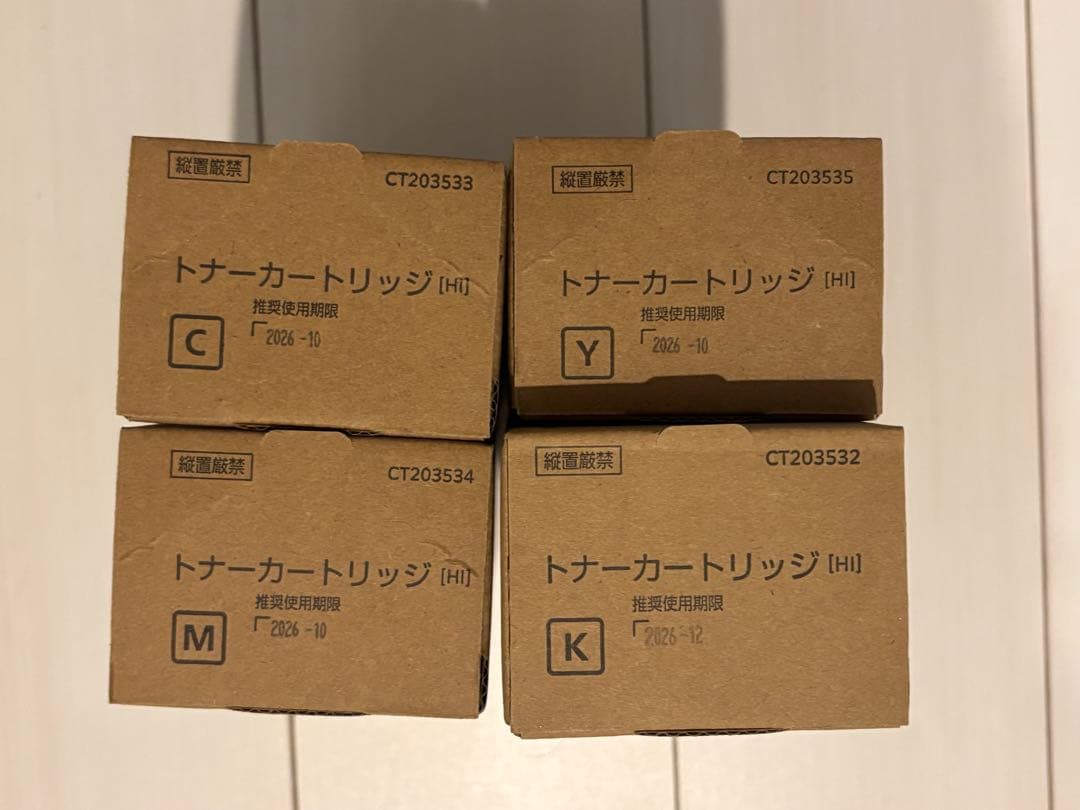 縦置厳禁
CT203533
トナーカートリッジ [HI]
推奨使用期限
C
2026 -10
縦置厳禁
CT203535
トナーカートリッジ [HI]
推奨使用期限
Y
2026 -10
縦置厳禁
CT203534
トナーカートリッジ [HI]
推奨使用期限
M
2026 -10
縦置厳禁
CT203532
トナーカートリッジ [HI]
推奨使用期限
K
2026 -12